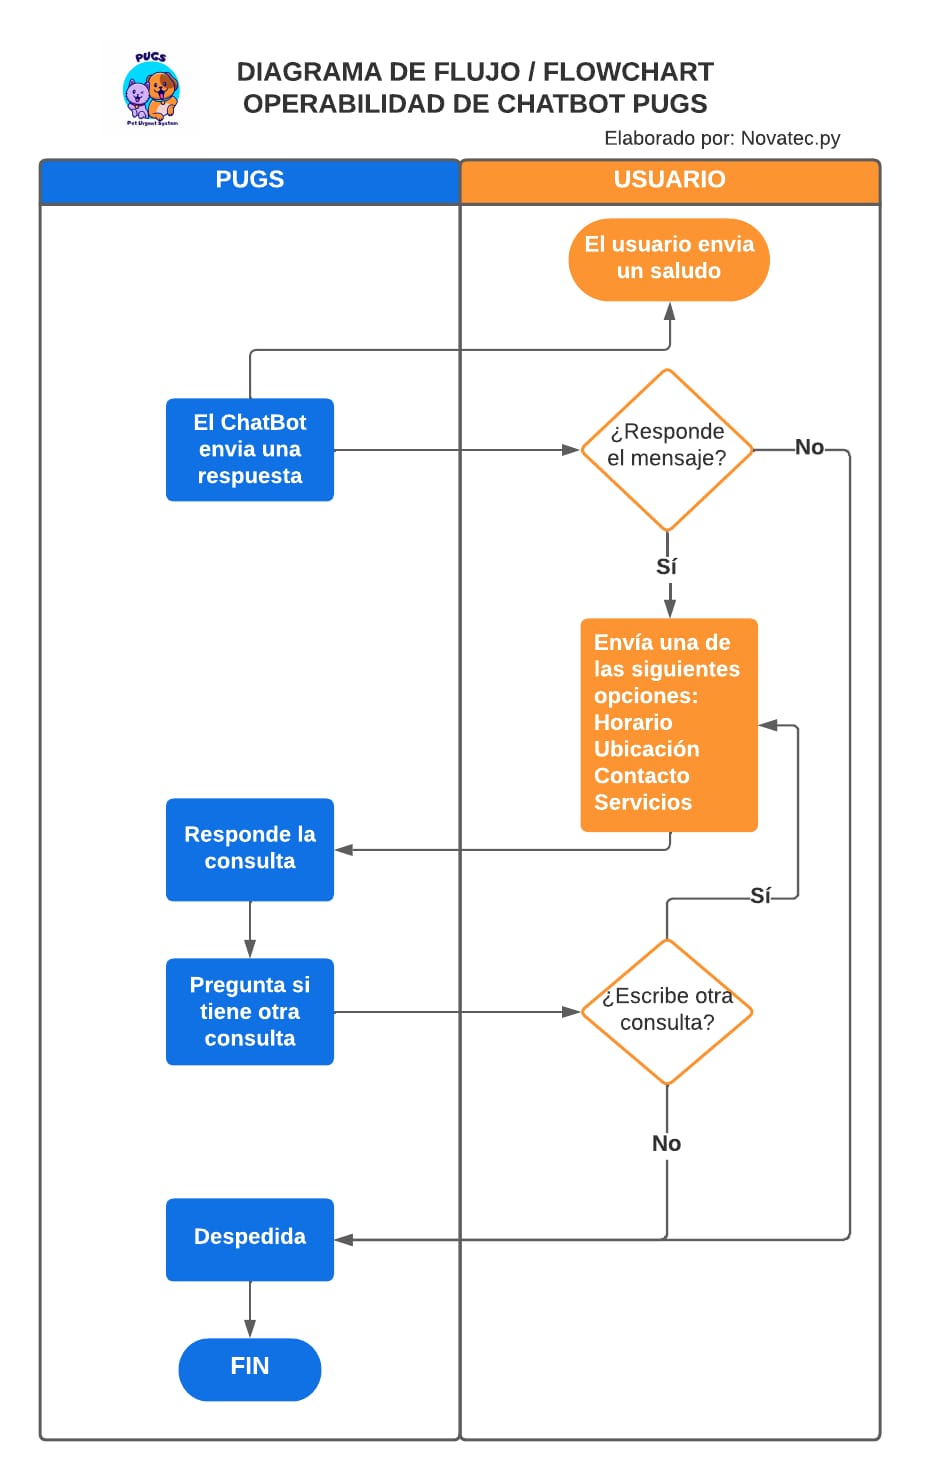 PUGS
Pet Urgent System
DIAGRAMA DE FLUJO / FLOWCHART
OPERABILIDAD DE CHATBOT PUGS
Elaborado por: Novatec.py
PUGS
USUARIO
El usuario envia
un saludo
El ChatBot
envia una
respuesta
¿Responde
el mensaje?
No
Sí
Envía una de
las siguientes
opciones:
Horario
Ubicación
Contacto
Servicios
Responde la
consulta
Sí
Pregunta si
tiene otra
consulta
¿Escribe otra
consulta?
No
Despedida
FIN